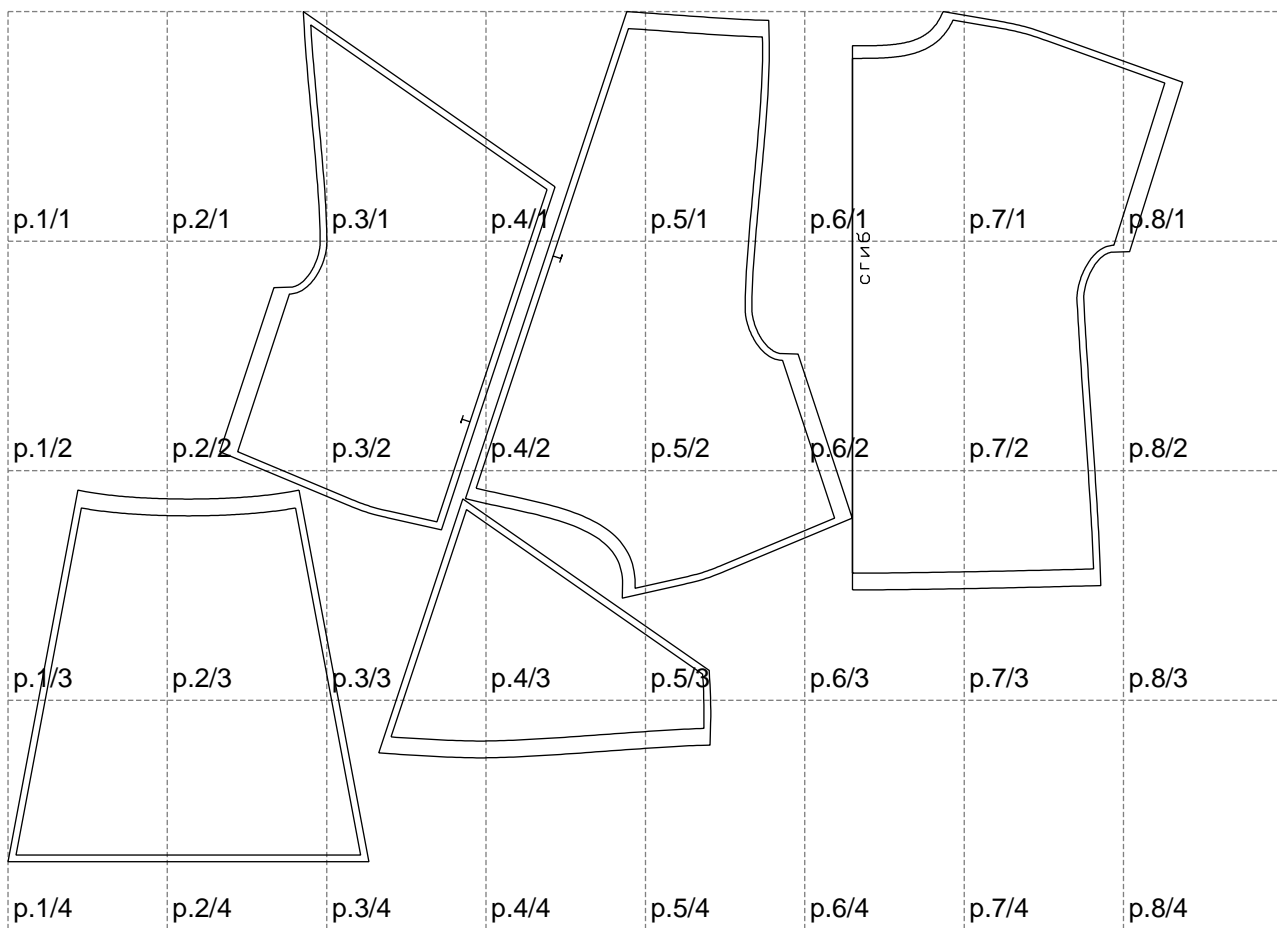 p.1/1 p.2/1 p.3/1 p.4/1 p.5/1 p.6/1 p.7/1 p.8/1
сгиб
p.1/2 p.2/2 p.3/2 p.4/2 p.5/2 p.6/2 p.7/2 p.8/2
p.1/3 p.2/3 p.3/3 p.4/3 p.5/3 p.6/3 p.7/3 p.8/3
p.1/4 p.2/4 p.3/4 p.4/4 p.5/4 p.6/4 p.7/4 p.8/4